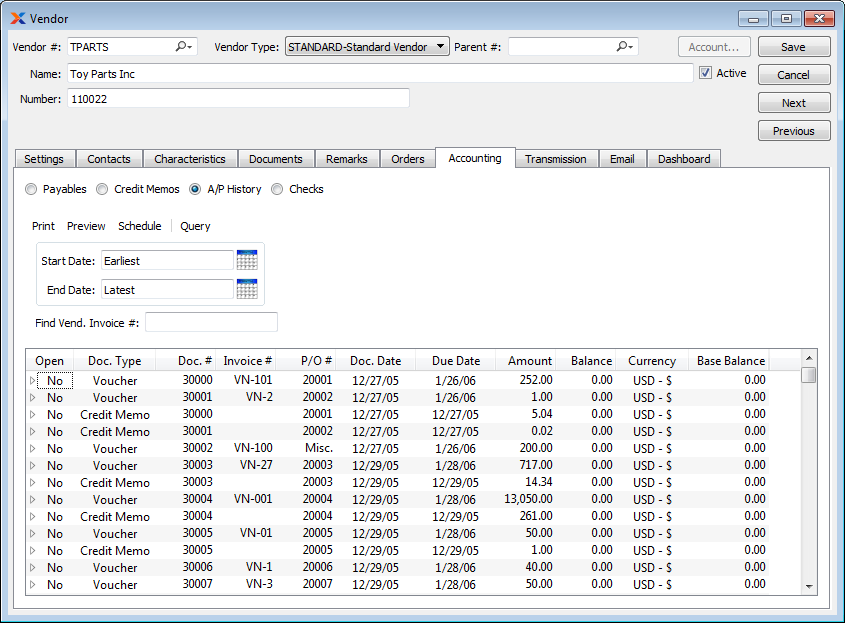 Vendor
Vendor #: TPARTS Vendor Type: STANDARD-Standard Vendor Parent #: Account... Save
Name: Toy Parts Inc Active Cancel
Number: 110022 Next
Previous
Settings Contacts Characteristics Documents Remarks Orders Accounting Transmission Email Dashboard
Payables Credit Memos A/P History Checks
Print Preview Schedule Query
Start Date: Earliest
End Date: Latest
Find Vend. Invoice #:
Open Doc. Type Doc. # Invoice # P/O # Doc. Date Due Date Amount Balance Currency Base Balance
No Voucher 30000 VN-101 20001 12/27/05 1/26/06 252.00 0.00 USD - $ 0.00
No Voucher 30001 VN-2 20002 12/27/05 1/26/06 1.00 0.00 USD - $ 0.00
No Credit Memo 30000 20001 12/27/05 12/27/05 5.04 0.00 USD - $ 0.00
No Credit Memo 30001 20002 12/27/05 12/27/05 0.02 0.00 USD - $ 0.00
No Voucher 30002 VN-100 Misc. 12/27/05 1/26/06 200.00 0.00 USD - $ 0.00
No Voucher 30003 VN-27 20003 12/29/05 1/28/06 717.00 0.00 USD - $ 0.00
No Credit Memo 30003 20003 12/29/05 12/29/05 14.34 0.00 USD - $ 0.00
No Voucher 30004 VN-001 20004 12/29/05 1/28/06 13,050.00 0.00 USD - $ 0.00
No Credit Memo 30004 20004 12/29/05 12/29/05 261.00 0.00 USD - $ 0.00
No Voucher 30005 VN-01 20005 12/29/05 1/28/06 50.00 0.00 USD - $ 0.00
No Credit Memo 30005 20005 12/29/05 12/29/05 1.00 0.00 USD - $ 0.00
No Voucher 30006 VN-1 20006 12/29/05 1/28/06 40.00 0.00 USD - $ 0.00
No Voucher 30007 VN-3 20007 12/29/05 1/28/06 50.00 0.00 USD - $ 0.00